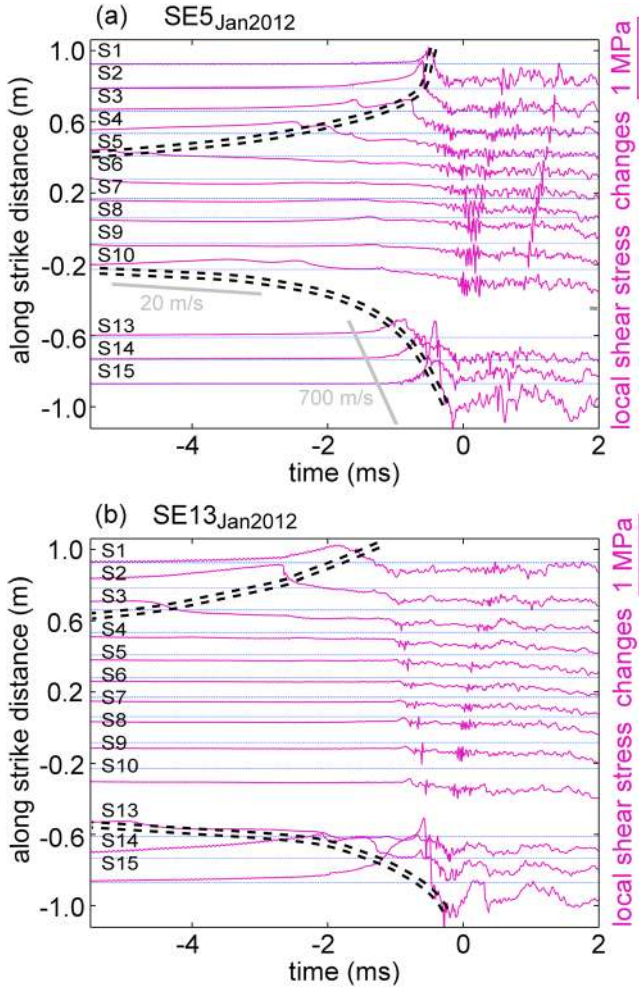 (a) SE5Jan2012
1.0
0.6
0.2
-0.2
-0.6
-1.0
along strike distance (m)
S1
S2
S3
S4
S5
S6
S7
S8
S9
S10
S13
S14
S15
20 m/s
700 m/s
-4 -2 0 2
time (ms)
local shear stress changes 1 MPa
(b) SE13Jan2012
1.0
0.6
0.2
-0.2
-0.6
-1.0
along strike distance (m)
S1
S2
S3
S4
S5
S6
S7
S8
S9
S10
S13
S14
S15
-4 -2 0 2
time (ms)
local shear stress changes 1 MPa